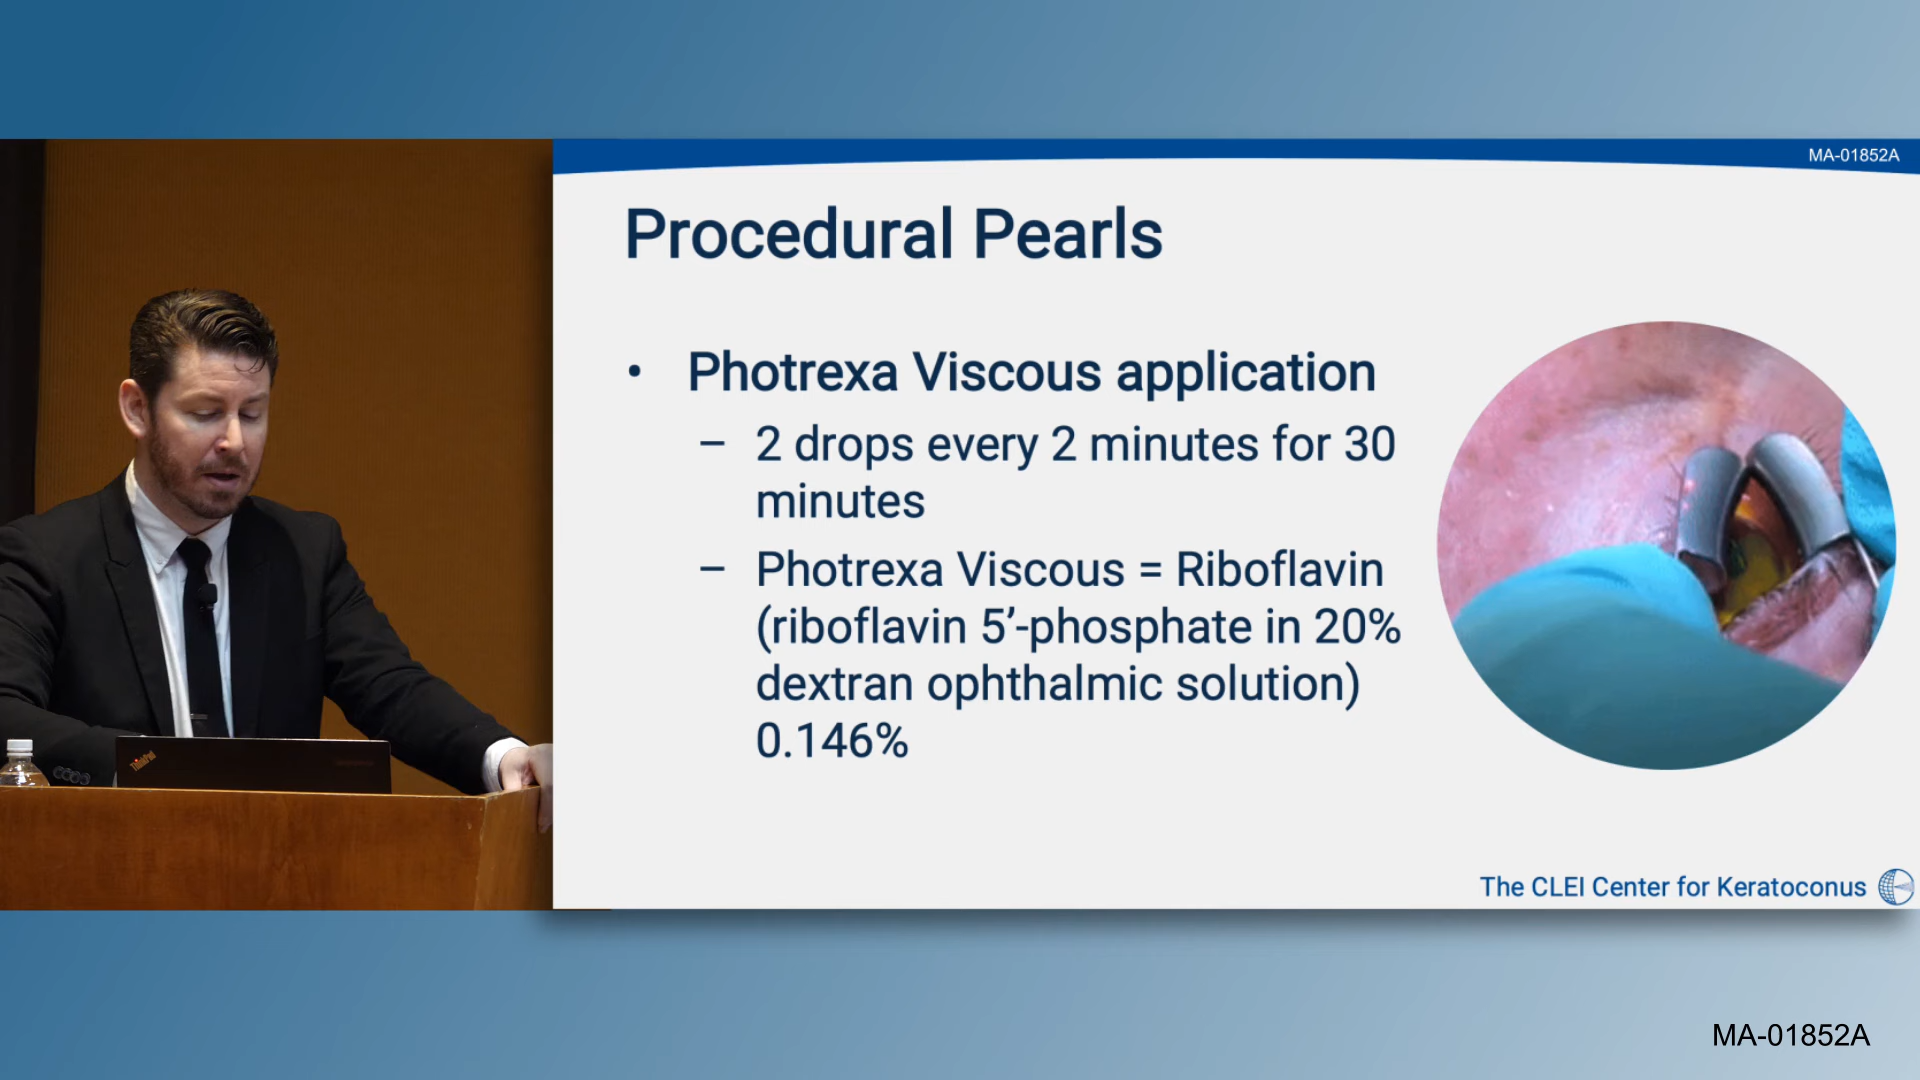 MA-01852A
Procedural Pearls
• Photrexa Viscous application
– 2 drops every 2 minutes for 30
minutes
– Photrexa Viscous = Riboflavin
(riboflavin 5’-phosphate in 20%
dextran ophthalmic solution)
0.146%
ThinkPad
The CLEI Center for Keratoconus
MA-01852A